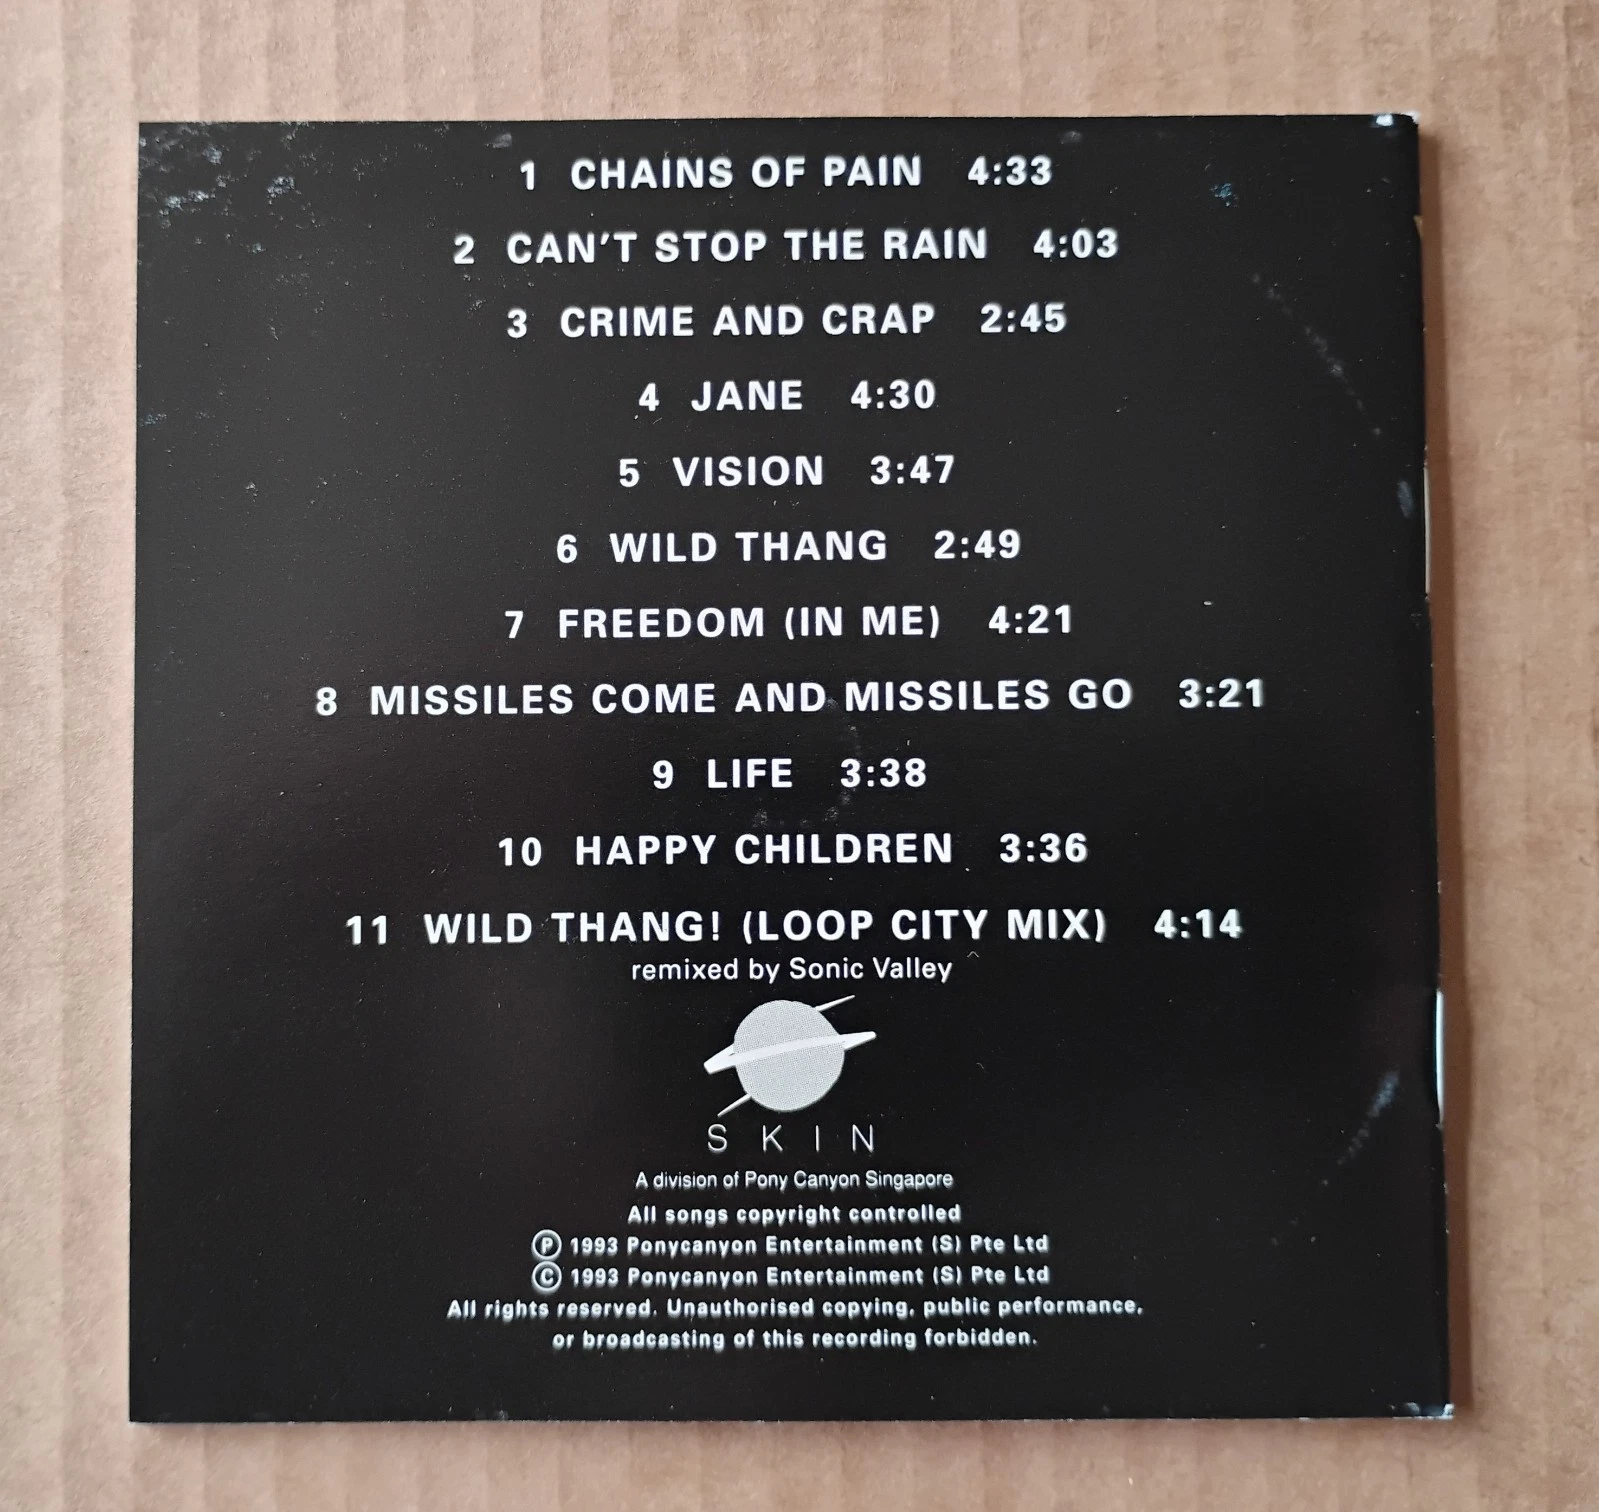 1 CHAINS OF PAIN 4:33
2 CAN'T STOP THE RAIN 4:03
3 CRIME AND CRAP 2:45
4 JANE 4:30
5 VISION 3:47
6 WILD THANG 2:49
7 FREEDOM (IN ME) 4:21
8 MISSILES COME AND MISSILES GO 3:21
9 LIFE 3:38
10 HAPPY CHILDREN 3:36
11 WILD THANG! (LOOP CITY MIX) 4:14
remixed by Sonic Valley
SKIN
A division of Pony Canyon Singapore
All songs copyright controlled
Ⓟ 1993 Ponycanyon Entertainment (S) Pte Ltd
Ⓒ 1993 Ponycanyon Entertainment (S) Pte Ltd
All rights reserved. Unauthorised copying, public performance,
or broadcasting of this recording forbidden.